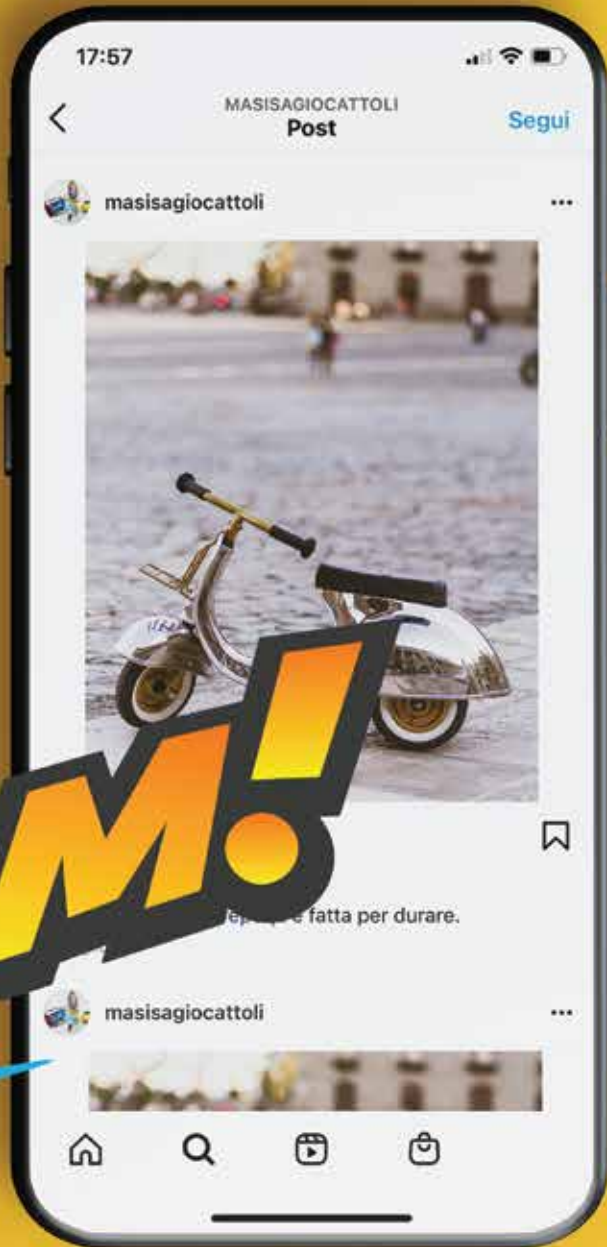 17:57
MASISAGIOCATTOLI
Post
Segui
masisagiocattoli
M!
è fatta per durare.
masisagiocattoli